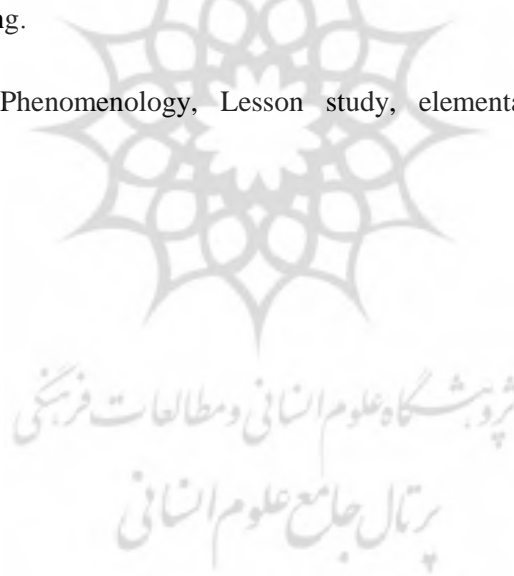 ng.
Phenomenology, Lesson study, elementa
پژوهشگاه علوم انسانی و مطالعات فرهنگی
پرتال جامع علوم انسانی